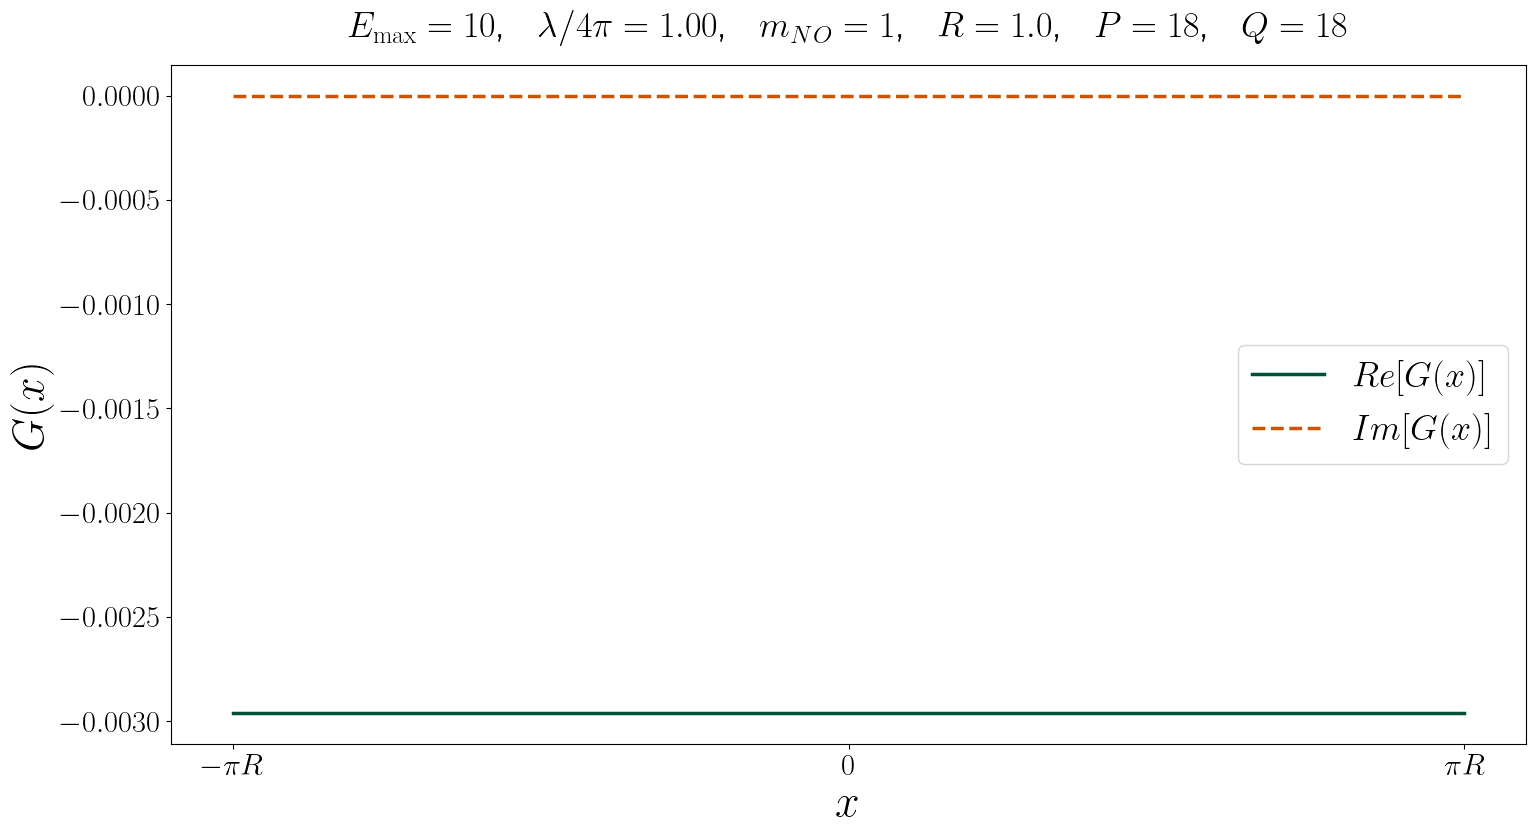 E_max = 10, λ/4π = 1.00, m_NO = 1, R = 1.0, P = 18, Q = 18
G(x)
0.0000
−0.0005
−0.0010
−0.0015
−0.0020
−0.0025
−0.0030
Re[G(x)]
Im[G(x)]
−πR 0 πR
x